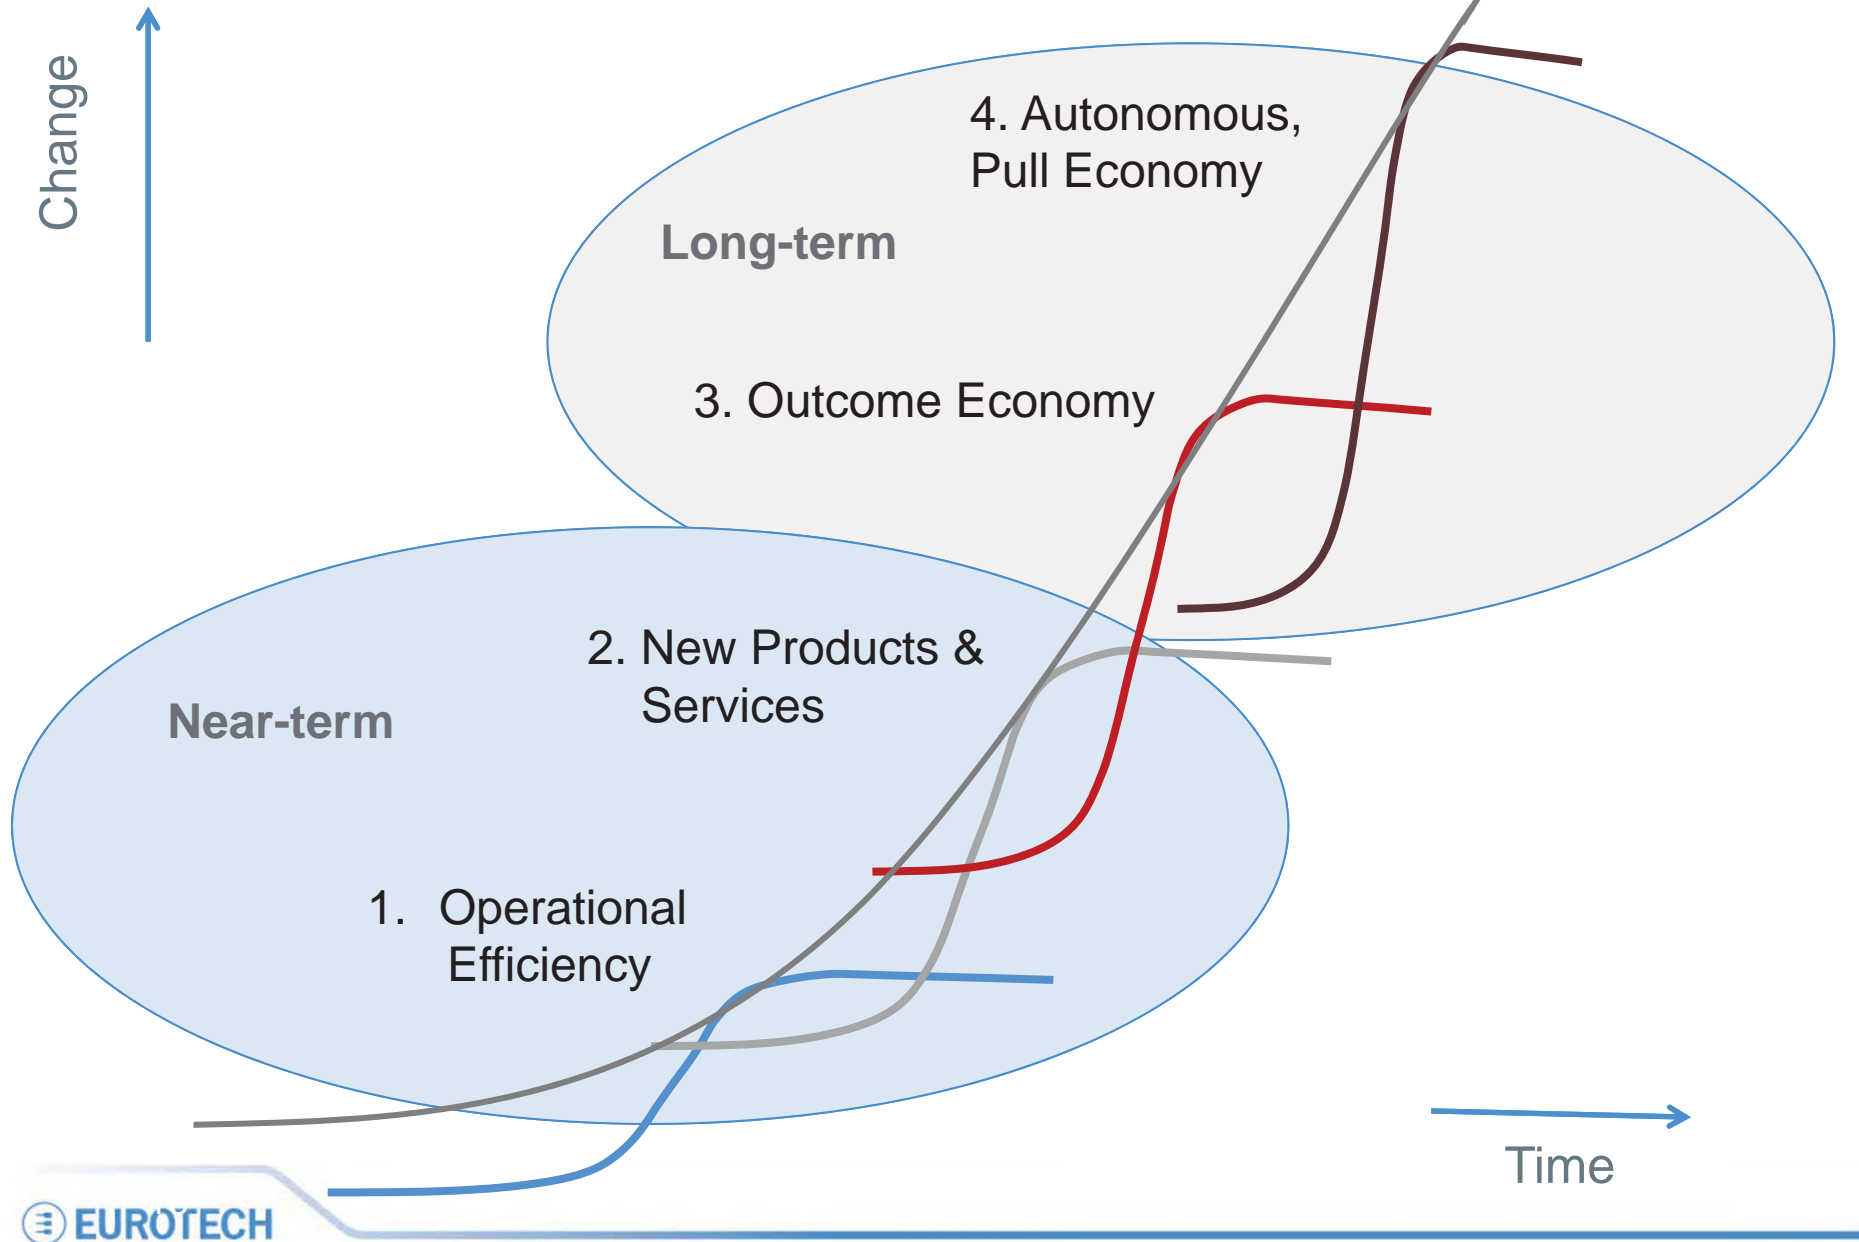 Change
4. Autonomous,
Pull Economy
Long-term
3. Outcome Economy
2. New Products &
Services
Near-term
1. Operational
Efficiency
Time
EUROTECH